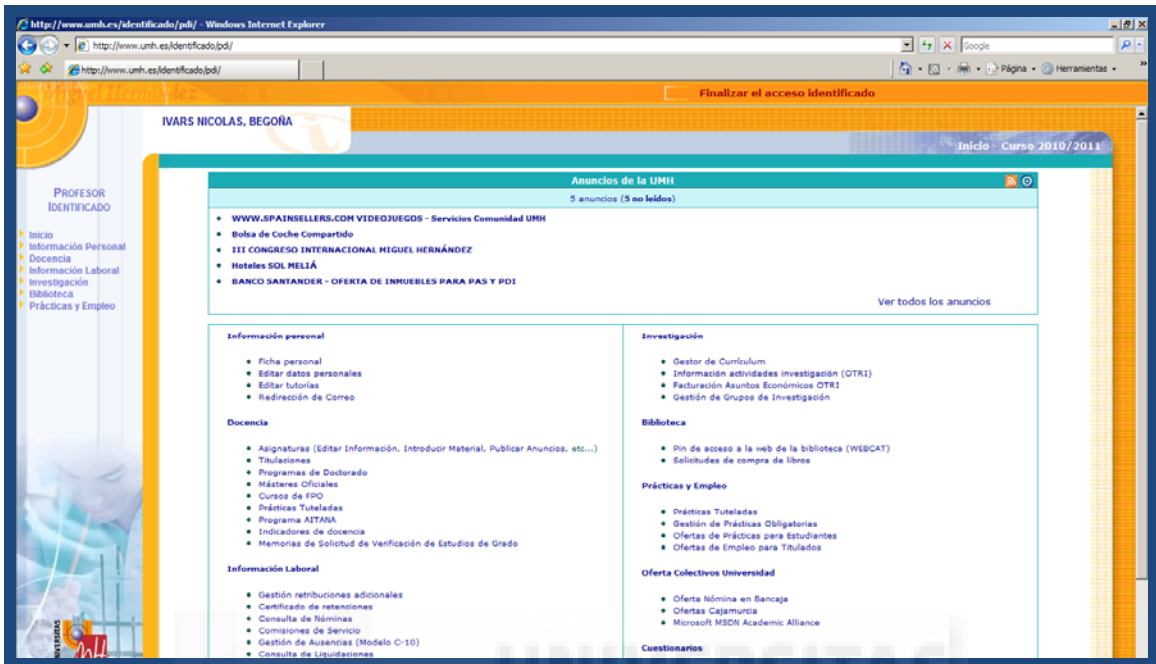 http://www.umh.es/identificado/pdi/ - Windows Internet Explorer
http://www.umh.es/identificado/pdi/
Google
http://www.umh.es/identificado/pdi/
Página
Herramientas
Miguel Hernández
Finalizar el acceso identificado
IVARS NICOLAS, BEGOÑA
Inicio - Curso 2010/2011
PROFESOR
IDENTIFICADO
Inicio
Información Personal
Docencia
Información Laboral
Investigación
Biblioteca
Prácticas y Empleo
Anuncios de la UMH
5 anuncios (5 no leídos)
WWW.SPAINSELLERS.COM VIDEOJUEGOS - Servicios Comunidad UMH
Bolsa de Coche Compartido
III CONGRESO INTERNACIONAL MIGUEL HERNÁNDEZ
Hoteles SOL MELIÁ
BANCO SANTANDER - OFERTA DE INMUEBLES PARA PAS Y PDI
Ver todos los anuncios
Información personal
Ficha personal
Editar datos personales
Editar tutorías
Redirección de Correo
Docencia
Asignaturas (Editar Información, Introducir Material, Publicar Anuncios, etc...)
Titulaciones
Programas de Doctorado
Másteres Oficiales
Cursos de FPO
Prácticas Tuteladas
Programa AITANA
Indicadores de docencia
Memorias de Solicitud de Verificación de Estudios de Grado
Información Laboral
Gestión retribuciones adicionales
Certificado de retenciones
Consulta de Nóminas
Comisiones de Servicio
Gestión de Ausencias (Modelo C-10)
Consulta de Liquidaciones
Investigación
Gestor de Currículum
Información actividades investigación (OTRI)
Facturación Asuntos Económicos OTRI
Gestión de Grupos de Investigación
Biblioteca
Pin de acceso a la web de la biblioteca (WEBCAT)
Solicitudes de compra de libros
Prácticas y Empleo
Prácticas Tuteladas
Gestión de Prácticas Obligatorias
Ofertas de Prácticas para Estudiantes
Ofertas de Empleo para Titulados
Oferta Colectivos Universidad
Oferta Nómina en Bancaja
Ofertas Cajamurcia
Microsoft MSDN Academic Alliance
Cuestionarios
UNIVERSITAS